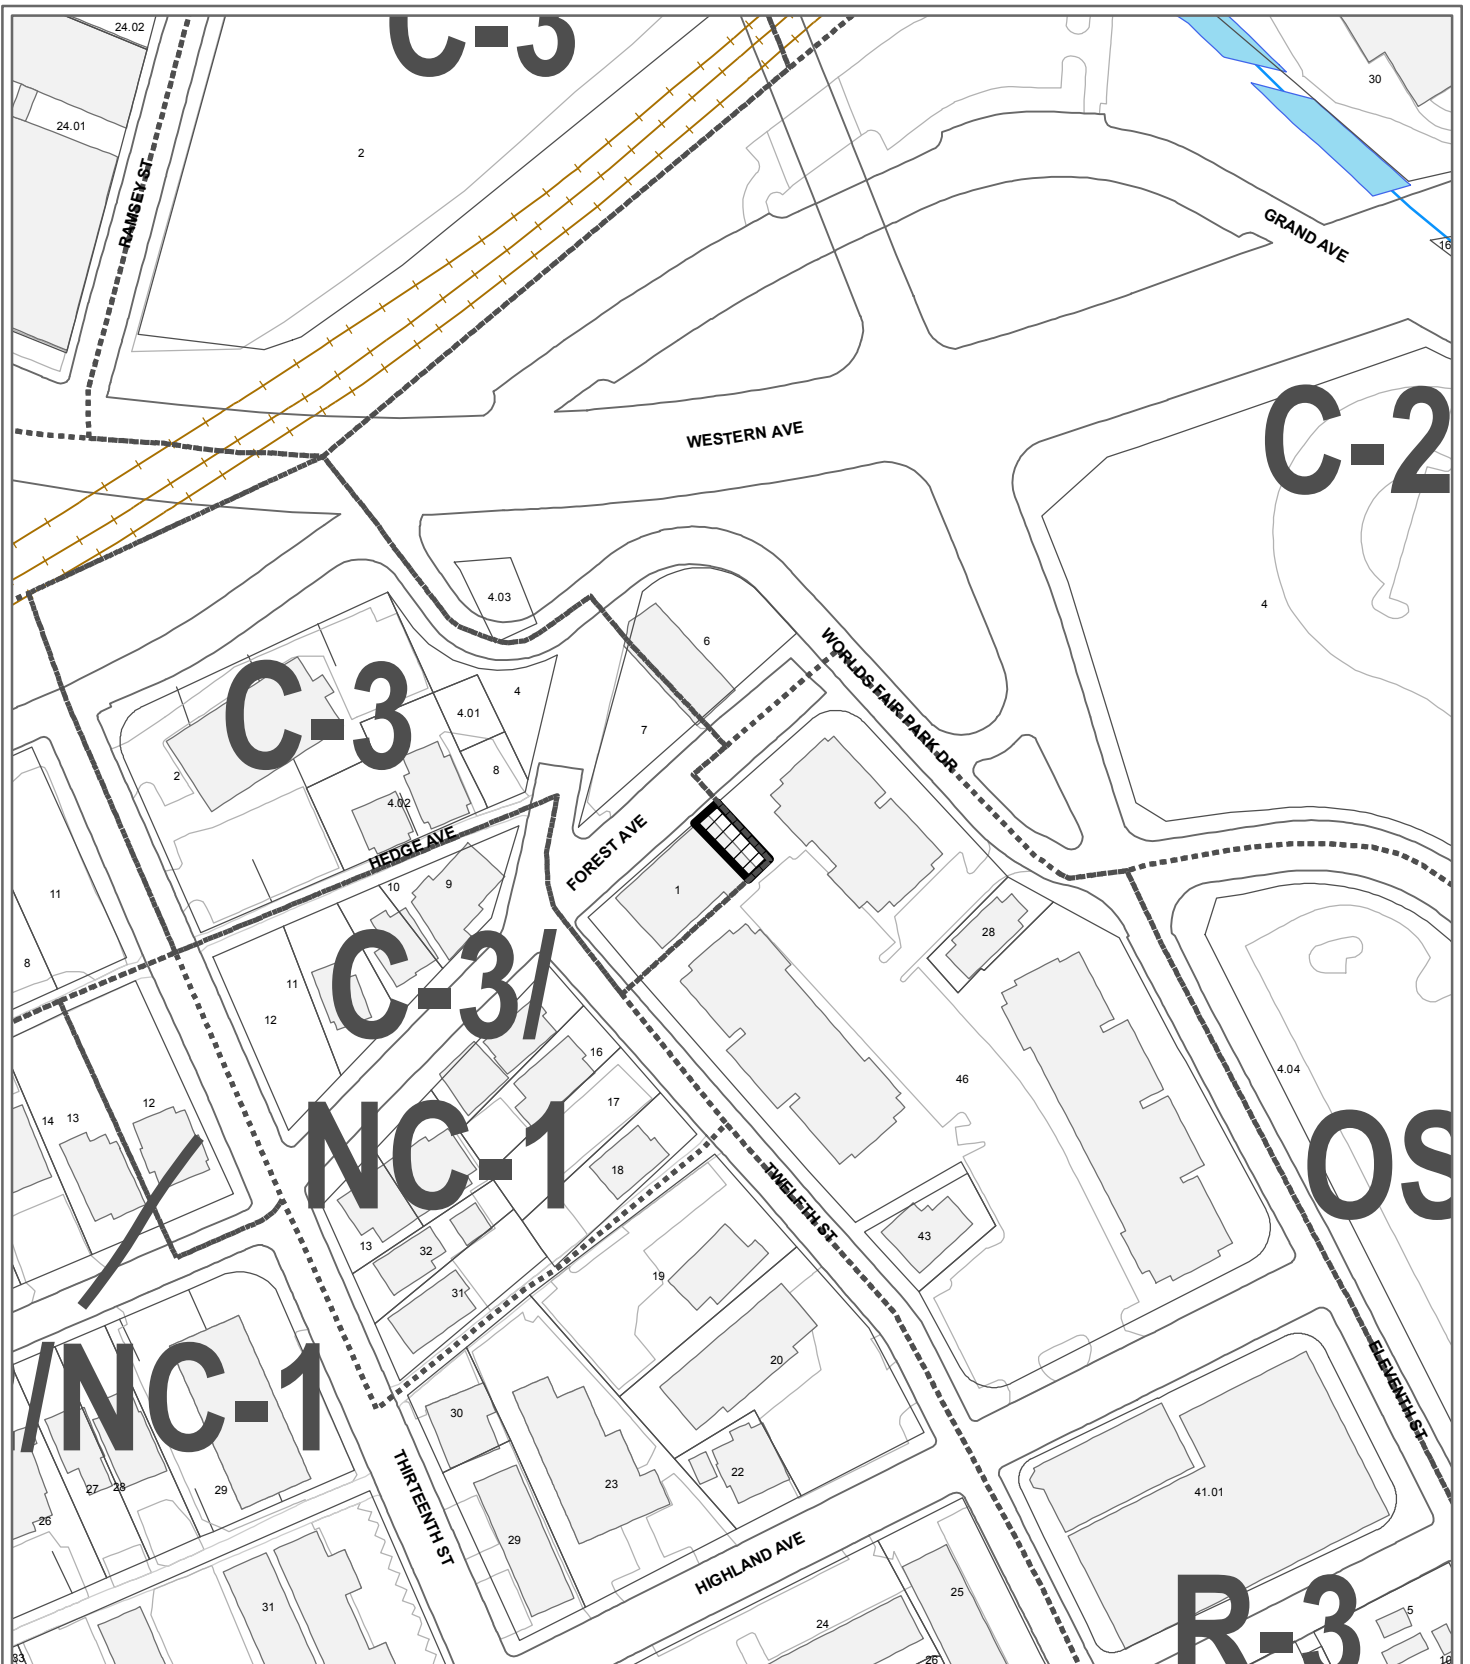 24.02
C-3
30
24.01
2
RAMSEY ST
GRAND AVE
16
WESTERN AVE
C-2
4.03
4
6
WORLDS FAIR PARK DR
C-3
4
4.01
7
8
2
4.02
HEDGE AVE
FOREST AVE
11
10
9
1
28
8
C-3/
11
12
46
16
4.04
14
13
12
17
NC-1
18
OS
TWELFTH ST
13
32
43
19
31
/NC-1
20
ELEVENTH ST
30
22
27
28
29
23
41.01
26
THIRTEENTH ST
29
HIGHLAND AVE
25
31
24
R-3
5
33
26
10